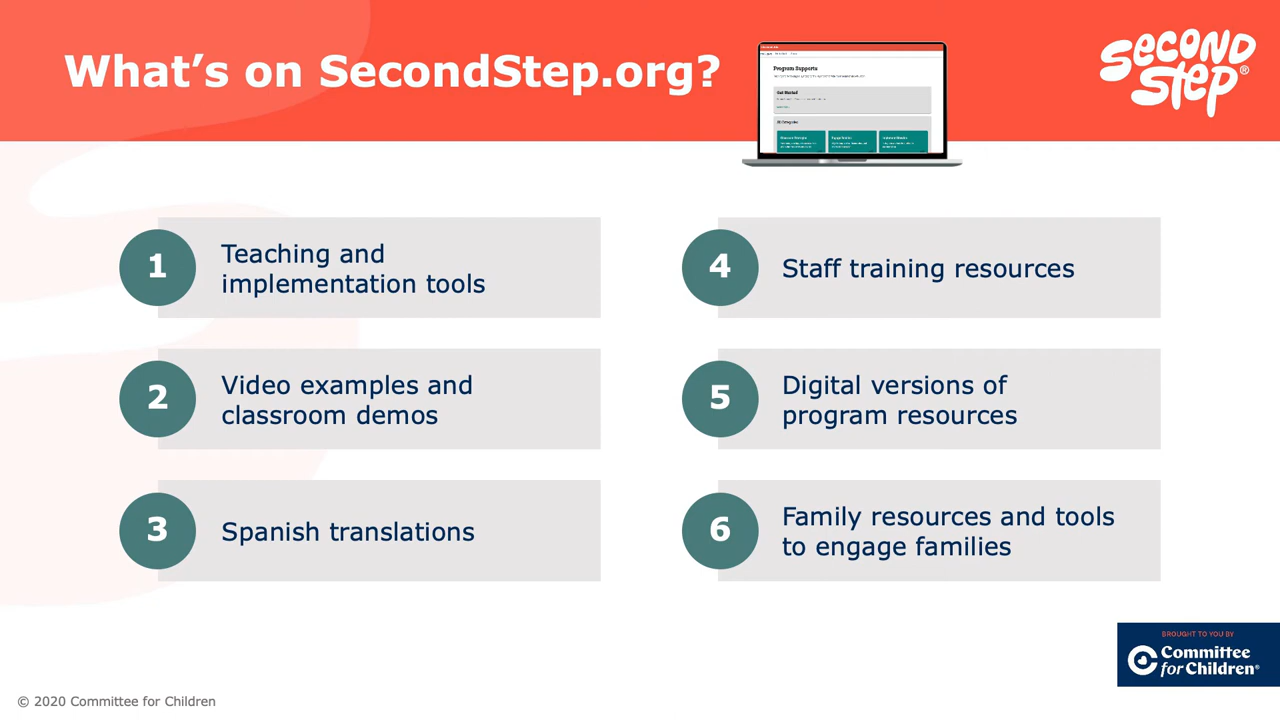 What’s on SecondStep.org?
Program Supports
Get Started
SECOND
STEP®
1
Teaching and
implementation tools
2
Video examples and
classroom demos
3
Spanish translations
4
Staff training resources
5
Digital versions of
program resources
6
Family resources and tools
to engage families
BROUGHT TO YOU BY
Committee
for Children®
© 2020 Committee for Children